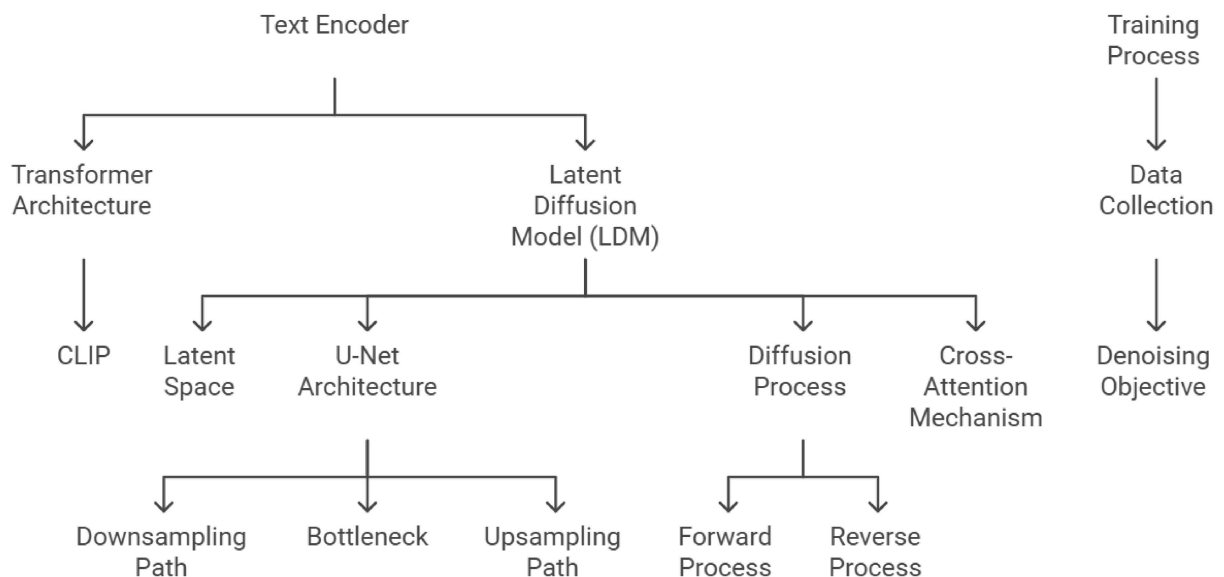 Text Encoder
Training
Process
Transformer
Architecture
Latent
Diffusion
Model (LDM)
Data
Collection
CLIP
Latent
Space
U-Net
Architecture
Diffusion
Process
Cross-
Attention
Mechanism
Denoising
Objective
Downsampling
Path
Bottleneck
Upsampling
Path
Forward
Process
Reverse
Process